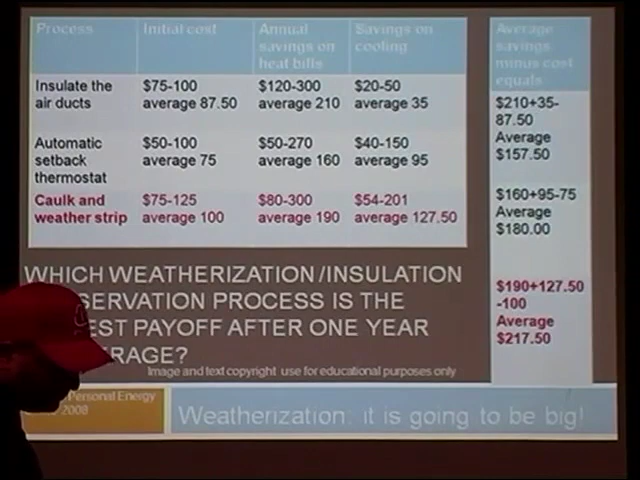 Process Initial cost Annual Savings on
savings on cooling
heat bills
Insulate the $75-100 $120-300 $20-50
air ducts average 87.50 average 210 average 35
Automatic $50-100 $50-270 $40-150
setback average 75 average 160 average 95
thermostat
Caulk and $75-125 $80-300 $54-201
weather strip average 100 average 190 average 127.50
Average
savings
minus cost
equals
$210+35-
87.50
Average
$157.50
$160+95-75
Average
$180.00
$190+127.50
-100
Average
$217.50
WHICH WEATHERIZATION/INSULATION
SERVATION PROCESS IS THE
EST PAYOFF AFTER ONE YEAR
RAGE?
Image and text copyright use for educational purposes only
Personal Energy
2008
Weatherization: it is going to be big!